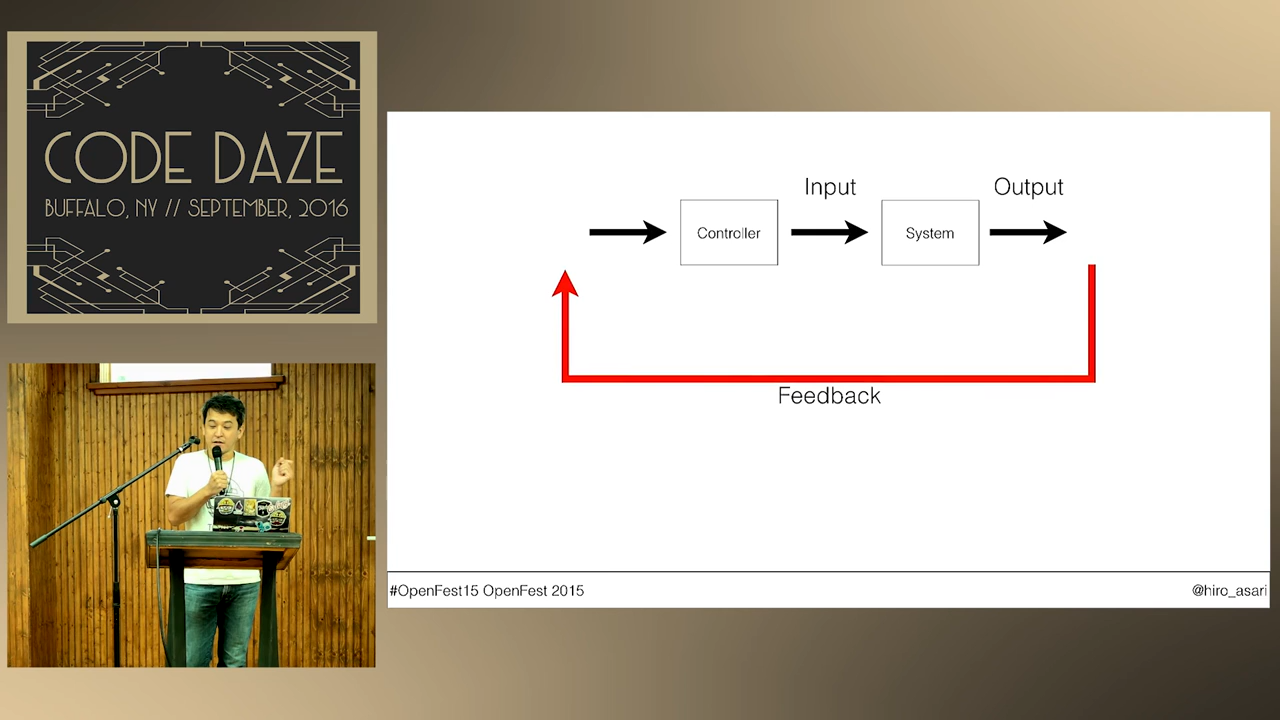 CODE DAZE
BUFFALO, NY // SEPTEMBER, 2016
Input
Output
Controller
System
Feedback
#OpenFest15 OpenFest 2015
@hiro_asari